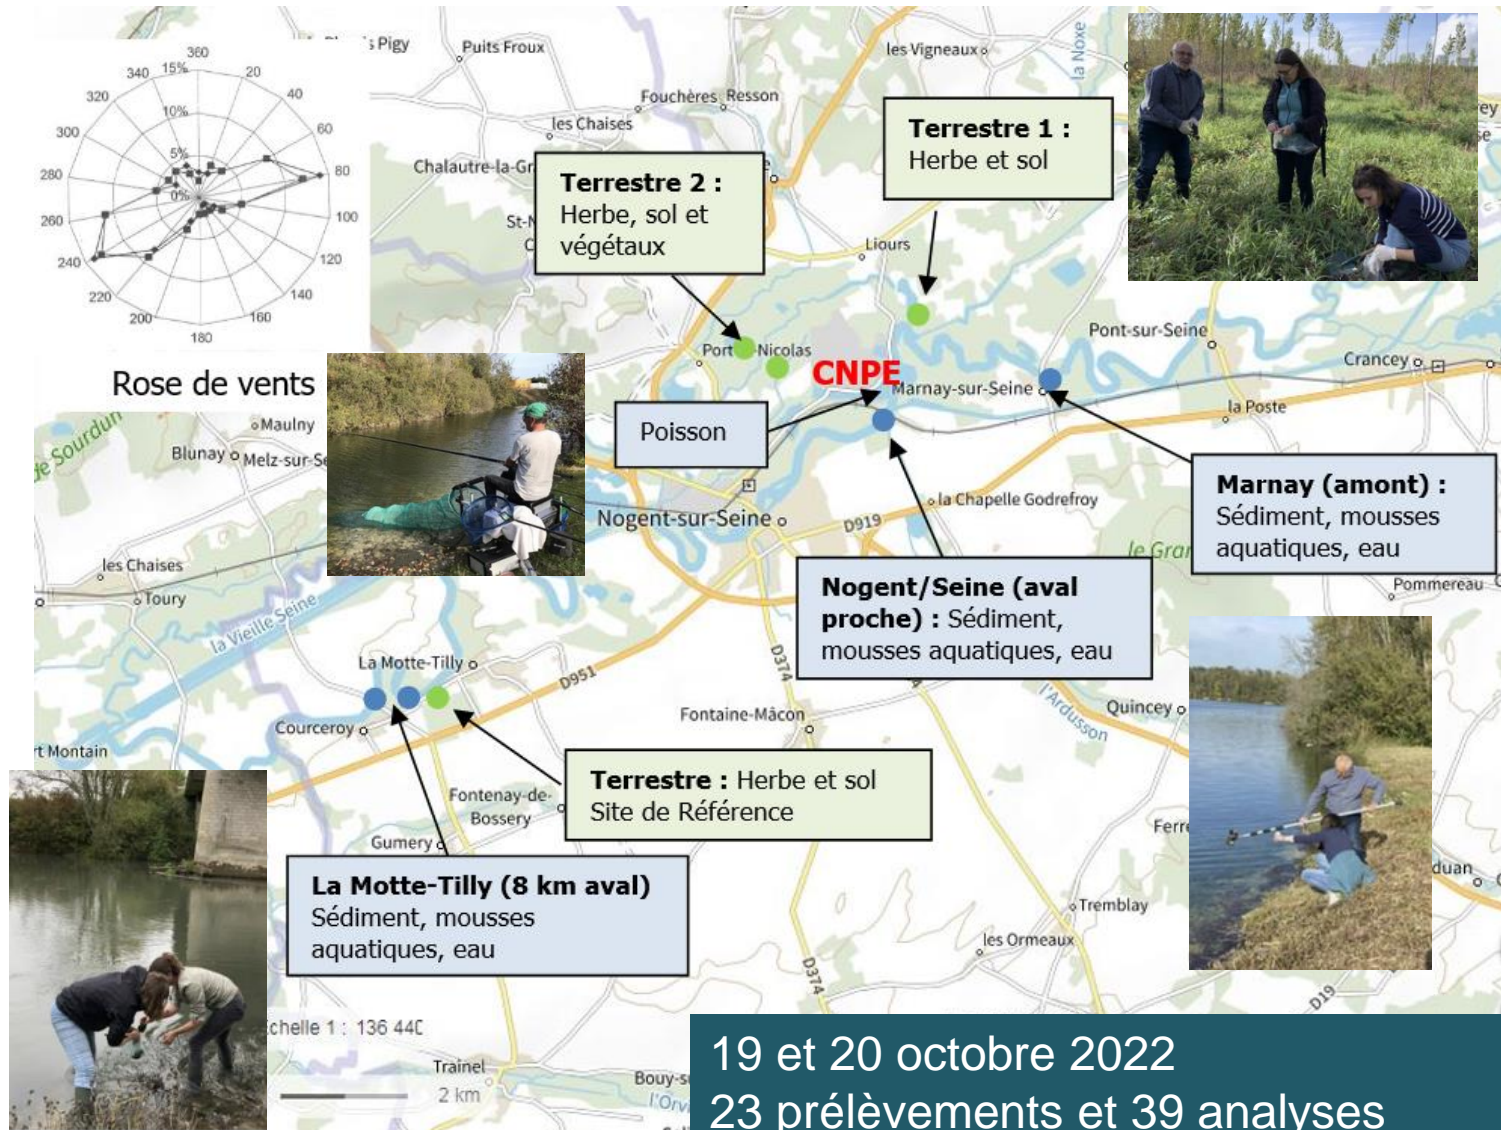 Puits Froux
les Vigneaux
la Noxe
360
340
15%
20
320
10%
40
300
5%
60
280
0%
80
260
100
240
120
220
140
200
160
180
Rose de vents
Fouchères
Resson
les Chaises
Terrestre 1 :
Herbe et sol
Terrestre 2 :
Herbe, sol et
végétaux
Liours
Port
Nicolas
CNPE
Pont-sur-Seine
Crancey
Marnay-sur-Seine
la Poste
Poisson
Maulny
Blunay
Nogent-sur-Seine
D919
la Chapelle Godefroy
Marnay (amont) :
Sédiment, mousses
aquatiques, eau
Pommereau
Nogent/Seine (aval
proche) : Sédiment,
mousses aquatiques, eau
les Chaises
Toury
la Vieille Seine
La Motte-Tilly
D951
D374
Courceroy
Fontaine-Mâcon
l'Ardusson
Quincey
Terrestre : Herbe et sol
Site de Référence
Fontenay-de-
Bossery
Gumery
La Motte-Tilly (8 km aval)
Sédiment, mousses
aquatiques, eau
Tremblay
les Ormeaux
D374
D19
Echelle 1 : 136 440
Trainel
2 km
19 et 20 octobre 2022
23 prélèvements et 39 analyses